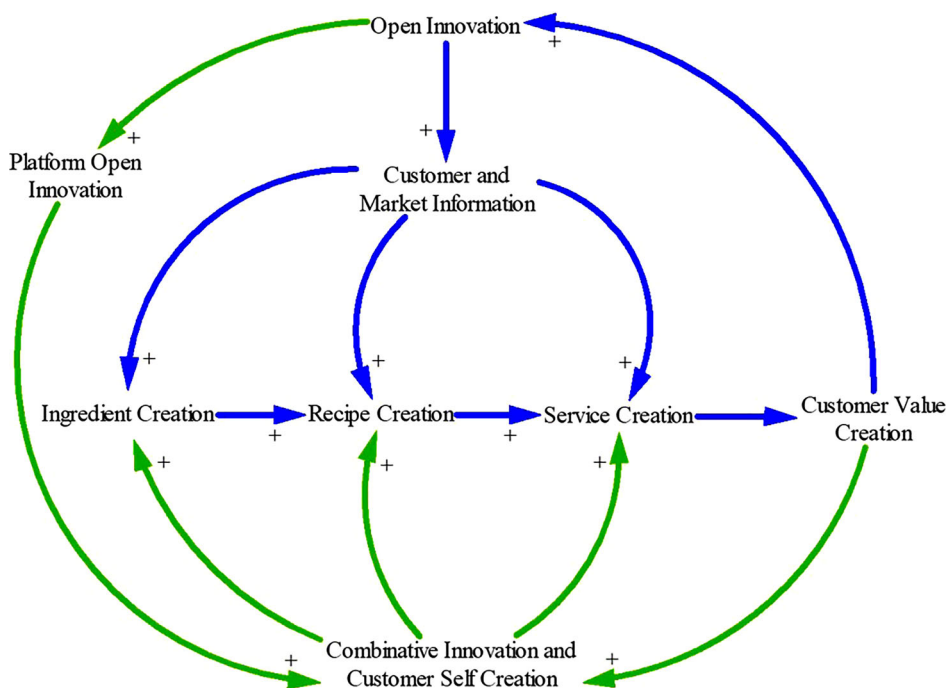 Open Innovation
+
+
+
Platform Open
Innovation
Customer and
Market Information
+
+
+
Ingredient Creation
Recipe Creation
Service Creation
Customer Value
Creation
+
+
+
+
+
Combinative Innovation and
Customer Self Creation
+
+